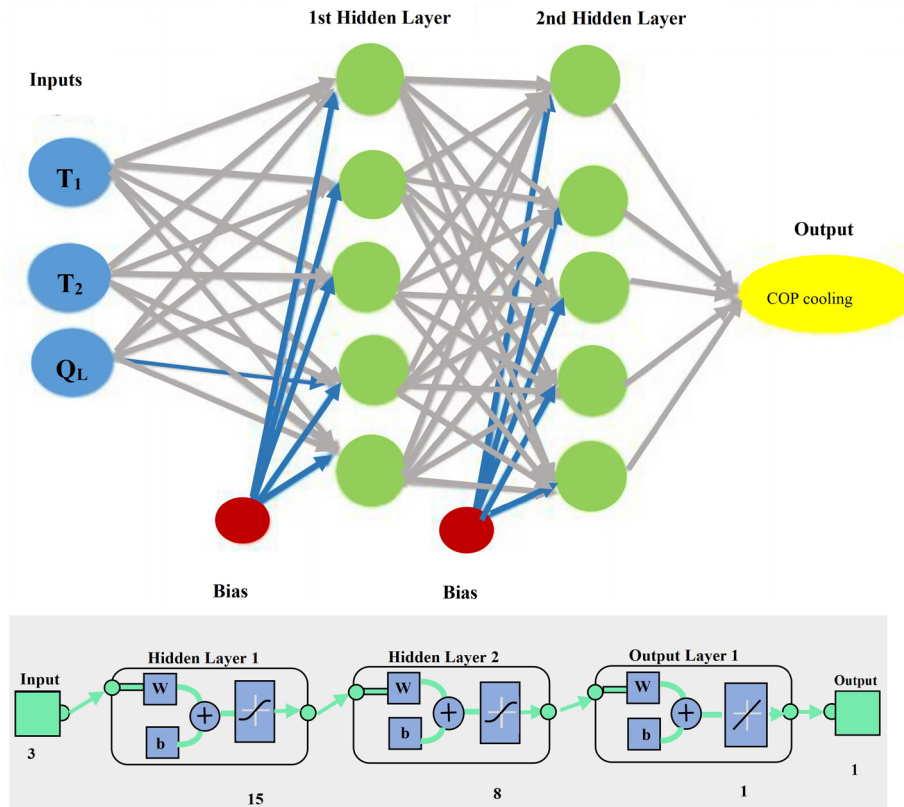 1st Hidden Layer
2nd Hidden Layer
Inputs
T1
T2
QL
Output
COP cooling
Bias
Bias
Input
3
Hidden Layer 1
W
b
+
15
Hidden Layer 2
W
b
+
8
Output Layer 1
W
b
+
1
Output
1